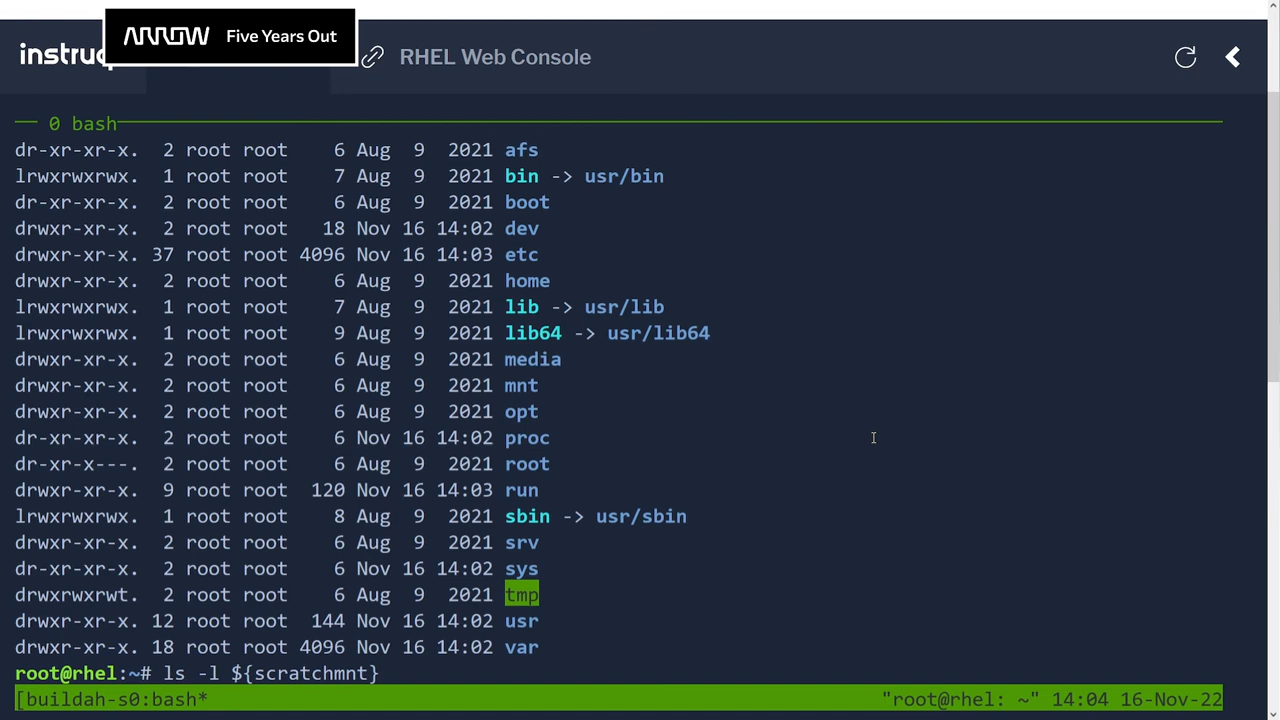 ARROW Five Years Out
instruq
RHEL Web Console
0 bash
dr-xr-xr-x. 2 root root 6 Aug 9 2021 afs
lrwxrwxrwx. 1 root root 7 Aug 9 2021 bin -> usr/bin
dr-xr-xr-x. 2 root root 6 Aug 9 2021 boot
drwxr-xr-x. 2 root root 18 Nov 16 14:02 dev
drwxr-xr-x. 37 root root 4096 Nov 16 14:03 etc
drwxr-xr-x. 2 root root 6 Aug 9 2021 home
lrwxrwxrwx. 1 root root 7 Aug 9 2021 lib -> usr/lib
lrwxrwxrwx. 1 root root 9 Aug 9 2021 lib64 -> usr/lib64
drwxr-xr-x. 2 root root 6 Aug 9 2021 media
drwxr-xr-x. 2 root root 6 Aug 9 2021 mnt
drwxr-xr-x. 2 root root 6 Aug 9 2021 opt
dr-xr-xr-x. 2 root root 6 Nov 16 14:02 proc
dr-xr-x---. 2 root root 6 Aug 9 2021 root
drwxr-xr-x. 9 root root 120 Nov 16 14:03 run
lrwxrwxrwx. 1 root root 8 Aug 9 2021 sbin -> usr/sbin
drwxr-xr-x. 2 root root 6 Aug 9 2021 srv
dr-xr-xr-x. 2 root root 6 Nov 16 14:02 sys
drwxrwxrwt. 2 root root 6 Aug 9 2021 tmp
drwxr-xr-x. 12 root root 144 Nov 16 14:02 usr
drwxr-xr-x. 18 root root 4096 Nov 16 14:02 var
root@rhel:~# ls -l ${scratchmnt}
[buildah-s0:bash* "root@rhel: ~" 14:04 16-Nov-22